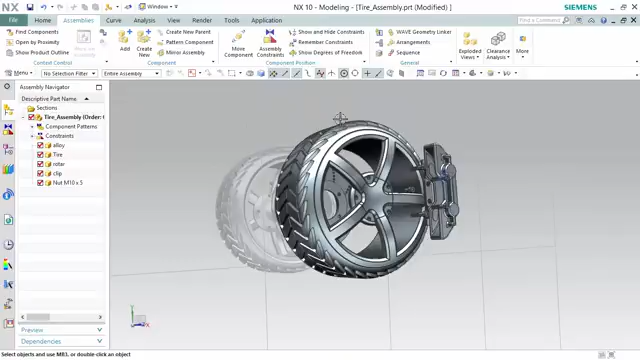 NX
Window
NX 10 - Modeling - [Tire_Assembly.prt (Modified) ]
SIEMENS
File
Home
Assemblies
Curve
Analysis
View
Render
Tools
Application
Find Command
Find Components
Open by Proximity
Show Product Outline
Context Control
Add
Create New
Create New Parent
Pattern Component
Mirror Assembly
Component
Move Component
Assembly Constraints
Show and Hide Constraints
Remember Constraints
Show Degrees of Freedom
Component Position
WAVE Geometry Linker
Arrangements
Sequence
General
Exploded Views
Clearance Analysis
Menu
No Selection Filter
Entire Assembly
Assembly Navigator
Descriptive Part Name
Sections
Tire_Assembly (Order:
Component Patterns
Constraints
alloy
Tire
rotar
clip
Nut M10 x 5
Preview
Dependencies
Y
X
Select objects and use MB3, or double-click an object